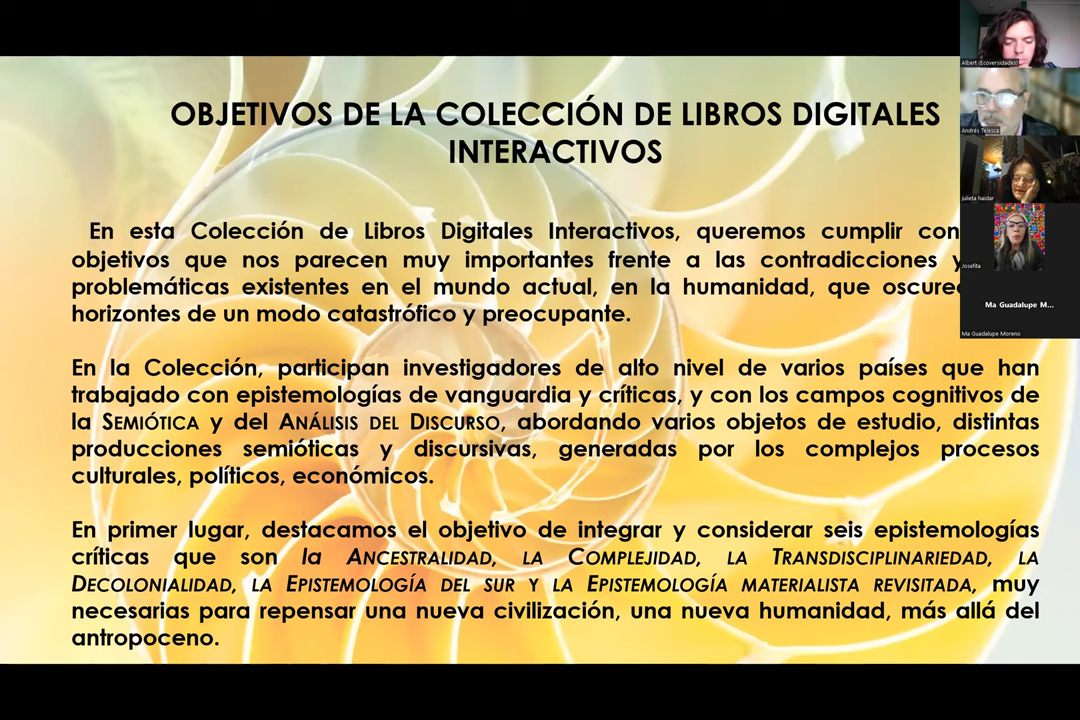 OBJETIVOS DE LA COLECCIÓN DE LIBROS DIGITALES
INTERACTIVOS
En esta Colección de Libros Digitales Interactivos, queremos cumplir con
objetivos que nos parecen muy importantes frente a las contradicciones y
problemáticas existentes en el mundo actual, en la humanidad, que oscurec
horizontes de un modo catastrófico y preocupante.
En la Colección, participan investigadores de alto nivel de varios países que han
trabajado con epistemologías de vanguardia y críticas, y con los campos cognitivos de
la SEMIÓTICA y del ANÁLISIS DEL DISCURSO, abordando varios objetos de estudio, distintas
producciones semióticas y discursivas, generadas por los complejos procesos
culturales, políticos, económicos.
En primer lugar, destacamos el objetivo de integrar y considerar seis epistemologías
críticas que son la ANCESTRALIDAD, LA COMPLEJIDAD, LA TRANSDISCIPLINARIEDAD, LA
DECOLONIALIDAD, LA EPISTEMOLOGÍA DEL SUR Y LA EPISTEMOLOGÍA MATERIALISTA REVISITADA, muy
necesarias para repensar una nueva civilización, una nueva humanidad, más allá del
antropoceno.
Albert (Ecoversidades)
Andrés Telesca
julieta haidar
Josefita
Ma Guadalupe M...
Ma Guadalupe Moreno